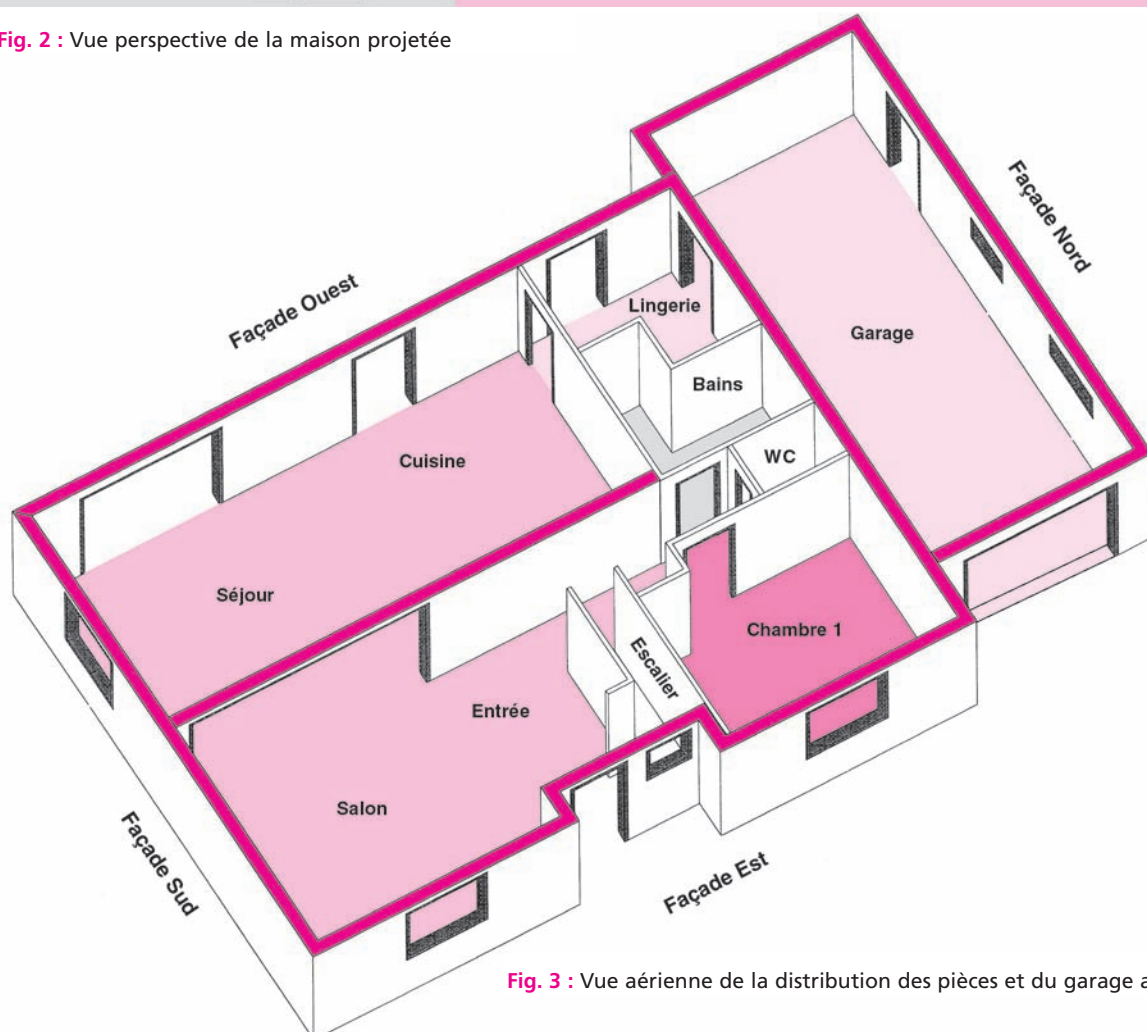 Fig. 2 : Vue perspective de la maison projetée
Façade Nord
Façade Ouest
Lingerie
Garage
Bains
Cuisine
WC
Séjour
Chambre 1
Escalier
Entrée
Salon
Façade Sud
Façade Est
Fig. 3 : Vue aérienne de la distribution des pièces et du garage a